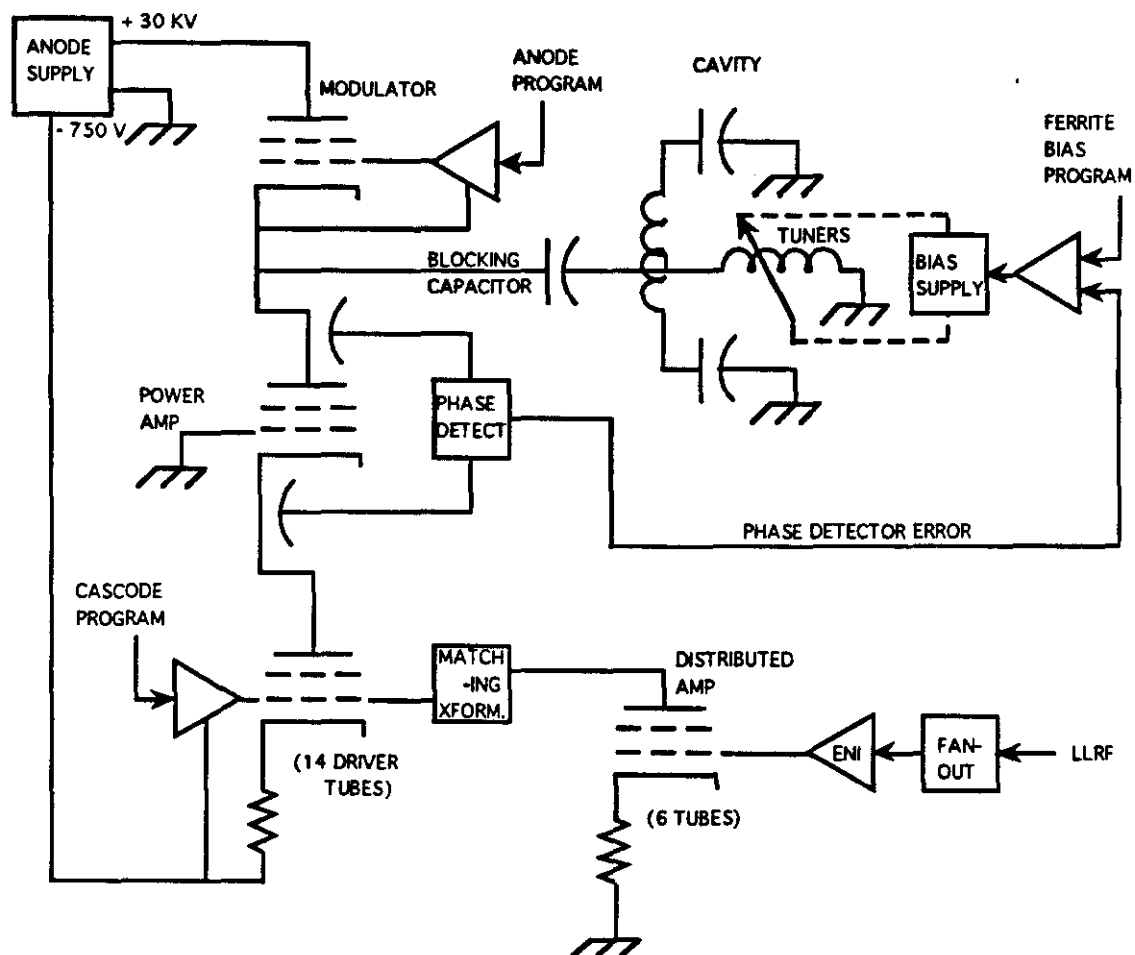 ANODE
SUPPLY
+ 30 KV
- 750 V
MODULATOR
ANODE
PROGRAM
CAVITY
FERRITE
BIAS
PROGRAM
TUNERS
BIAS
SUPPLY
BLOCKING
CAPACITOR
POWER
AMP
PHASE
DETECT
PHASE DETECTOR ERROR
CASCODE
PROGRAM
(14 DRIVER
TUBES)
MATCH
-ING
XFORM.
DISTRIBUTED
AMP
(6 TUBES)
ENI
FAN-
OUT
LLRF